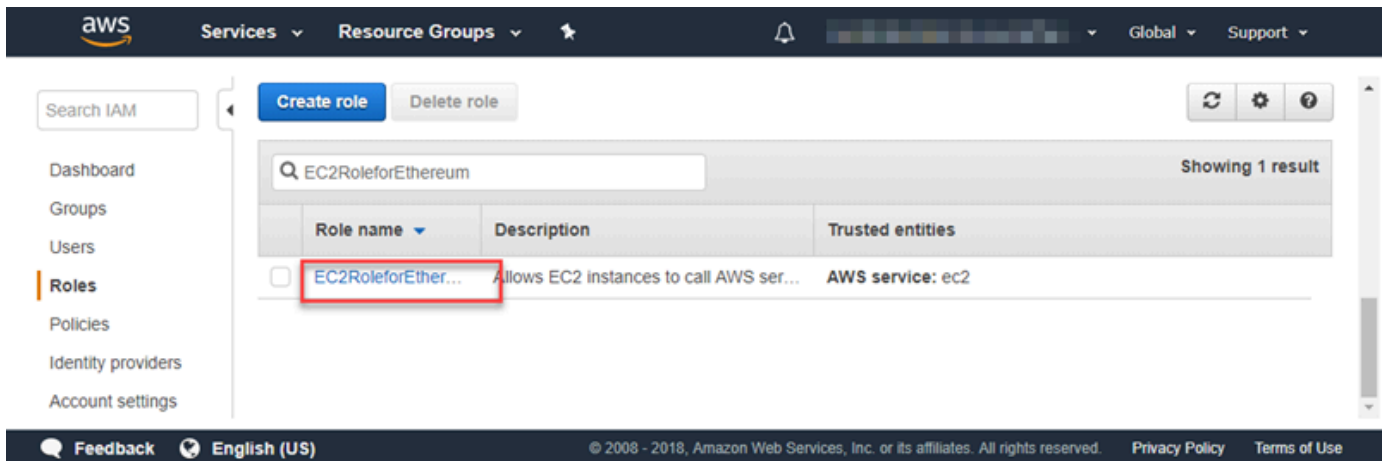 aws Services Resource Groups Global Support
Search IAM
Create role Delete role
Dashboard
Groups
Users
Roles
Policies
Identity providers
Account settings
EC2RoleforEthereum Showing 1 result
Role name Description Trusted entities
EC2RoleforEther... Allows EC2 instances to call AWS ser... AWS service: ec2
Feedback English (US) © 2008 - 2018, Amazon Web Services, Inc. or its affiliates. All rights reserved. Privacy Policy Terms of Use